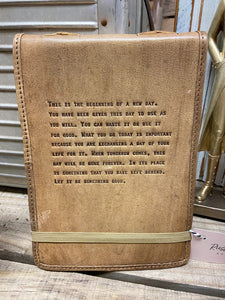 This is the beginning of a new day.
You have been given this day to use as
you will. You can waste it or use it
for good. What you do today is important
because you are exchanging a day of your
life for it. When tomorrow comes, this
day will be gone forever. In its place
is something that you have left behind.
Let it be something good.